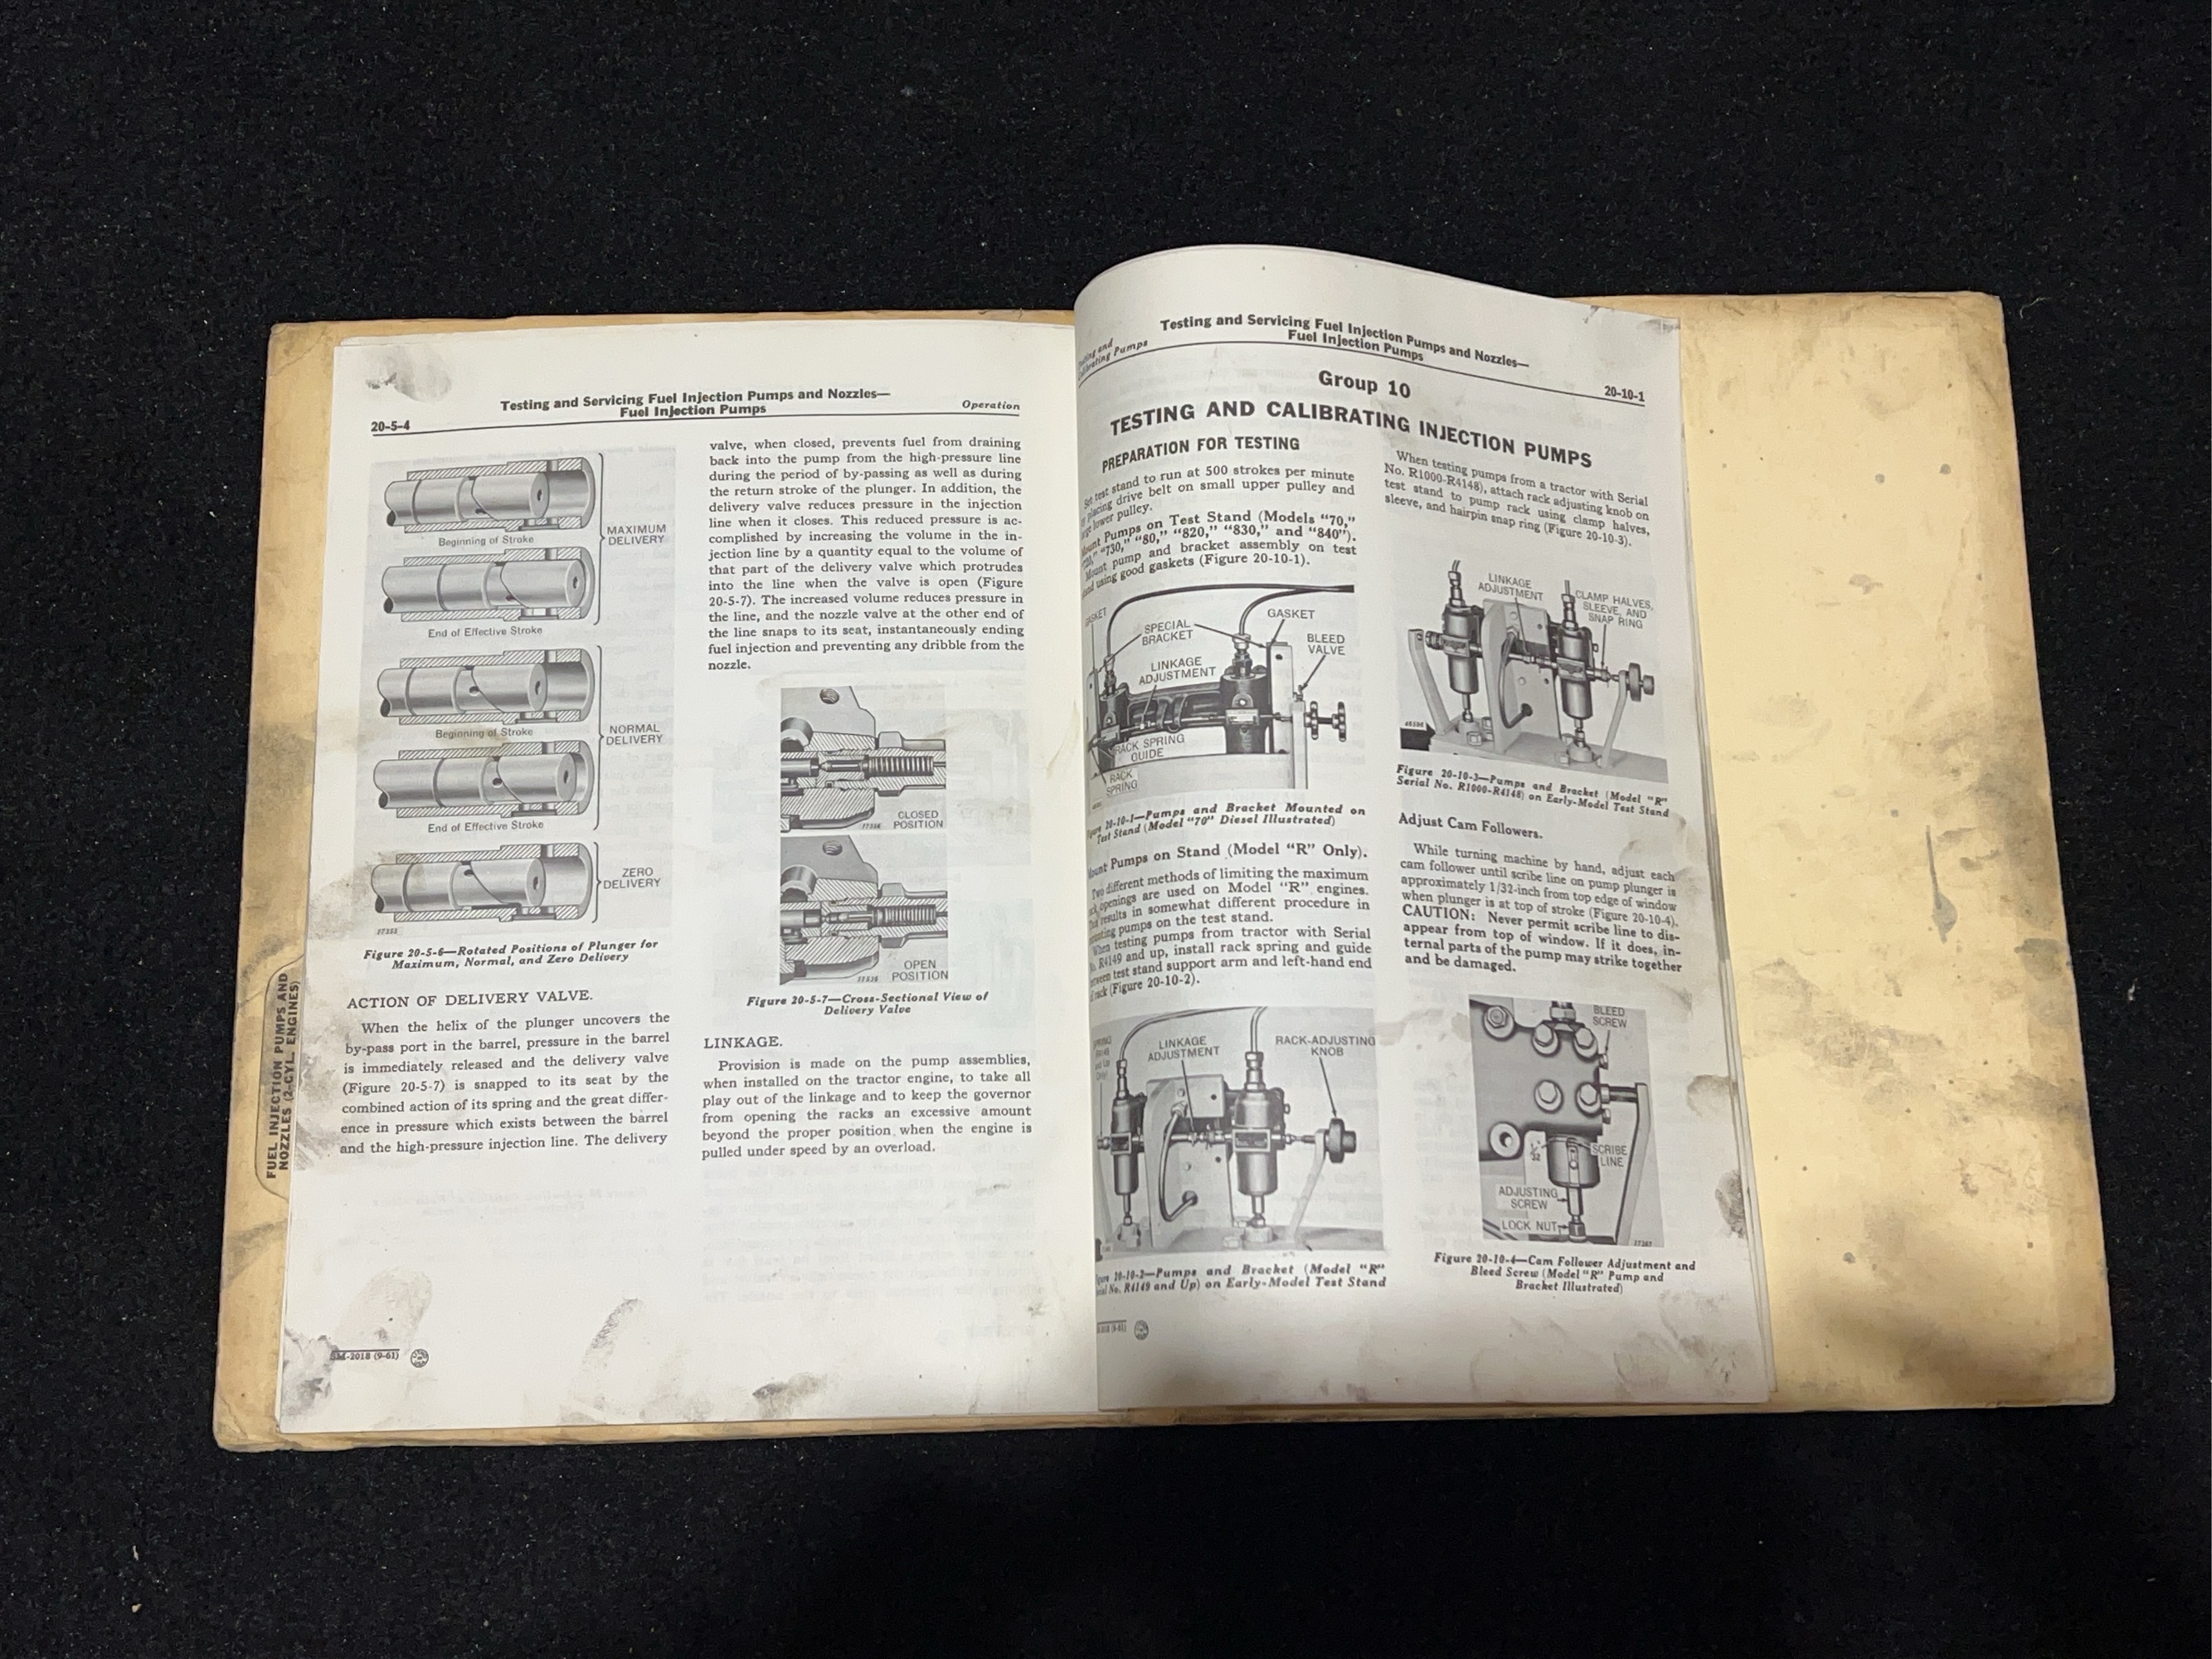 FUEL INJECTION PUMPS AND
NOZZLES (2-CYL. ENGINES)
Testing and Servicing Fuel Injection Pumps and Nozzles—
Fuel Injection Pumps
Operation
20-5-4
Beginning of Stroke
MAXIMUM
DELIVERY
End of Effective Stroke
Beginning of Stroke
NORMAL
DELIVERY
End of Effective Stroke
ZERO
DELIVERY
Figure 20-5-6—Rotated Positions of Plunger for
Maximum, Normal, and Zero Delivery
ACTION OF DELIVERY VALVE.
When the helix of the plunger uncovers the
by-pass port in the barrel, pressure in the barrel
is immediately released and the delivery valve
(Figure 20-5-7) is snapped to its seat by the
combined action of its spring and the great differ-
ence in pressure which exists between the barrel
and the high-pressure injection line. The delivery
SM-2018 (9-61)
valve, when closed, prevents fuel from draining
back into the pump from the high-pressure line
during the period of by-passing as well as during
the return stroke of the plunger. In addition, the
delivery valve reduces pressure in the injection
line when it closes. This reduced pressure is ac-
complished by increasing the volume in the in-
jection line by a quantity equal to the volume of
that part of the delivery valve which protrudes
into the line when the valve is open (Figure
20-5-7). The increased volume reduces pressure in
the line, and the nozzle valve at the other end of
the line snaps to its seat, instantaneously ending
fuel injection and preventing any dribble from the
nozzle.
CLOSED
POSITION
OPEN
POSITION
Figure 20-5-7—Cross-Sectional View of
Delivery Valve
LINKAGE.
Provision is made on the pump assemblies,
when installed on the tractor engine, to take all
play out of the linkage and to keep the governor
from opening the racks an excessive amount
beyond the proper position when the engine is
pulled under speed by an overload.
Testing and Servicing Fuel Injection Pumps and Nozzles—
Fuel Injection Pumps
and
Pumps
20-10-1
Group 10
TESTING AND CALIBRATING INJECTION PUMPS
PREPARATION FOR TESTING
Set test stand to run at 500 strokes per minute
placing drive belt on small upper pulley and
lower pulley.
Pumps on Test Stand (Models "70,"
"730," "80," "820," "830," and "840").
Mount pump and bracket assembly on test
using good gaskets (Figure 20-10-1).
GASKET
SPECIAL
BRACKET
GASKET
BLEED
VALVE
LINKAGE
ADJUSTMENT
RACK SPRING
GUIDE
RACK
SPRING
20-10-1—Pumps and Bracket Mounted on
Test Stand (Model "70" Diesel Illustrated)
Pumps on Stand (Model "R" Only).
Two different methods of limiting the maximum
openings are used on Model "R" engines.
results in somewhat different procedure in
pumps on the test stand.
When testing pumps from tractor with Serial
R4149 and up, install rack spring and guide
test stand support arm and left-hand end
rack (Figure 20-10-2).
LINKAGE
ADJUSTMENT
RACK-ADJUSTING
KNOB
20-10-2—Pumps and Bracket (Model "R"
No. R4149 and Up) on Early-Model Test Stand
(9-61)
When testing pumps from a tractor with Serial
No. R1000-R4148), attach rack adjusting knob on
test stand to pump rack using clamp halves,
sleeve, and hairpin snap ring (Figure 20-10-3).
LINKAGE
ADJUSTMENT
CLAMP HALVES,
SLEEVE, AND
SNAP RING
Figure 20-10-3—Pumps and Bracket (Model "R"
Serial No. R1000-R4148) on Early-Model Test Stand
Adjust Cam Followers.
While turning machine by hand, adjust each
cam follower until scribe line on pump plunger is
approximately 1/32-inch from top edge of window
when plunger is at top of stroke (Figure 20-10-4).
CAUTION: Never permit scribe line to dis-
appear from top of window. If it does, in-
ternal parts of the pump may strike together
and be damaged.
BLEED
SCREW
SCRIBE
LINE
ADJUSTING
SCREW
LOCK NUT
Figure 20-10-4—Cam Follower Adjustment and
Bleed Screw (Model "R" Pump and
Bracket Illustrated)